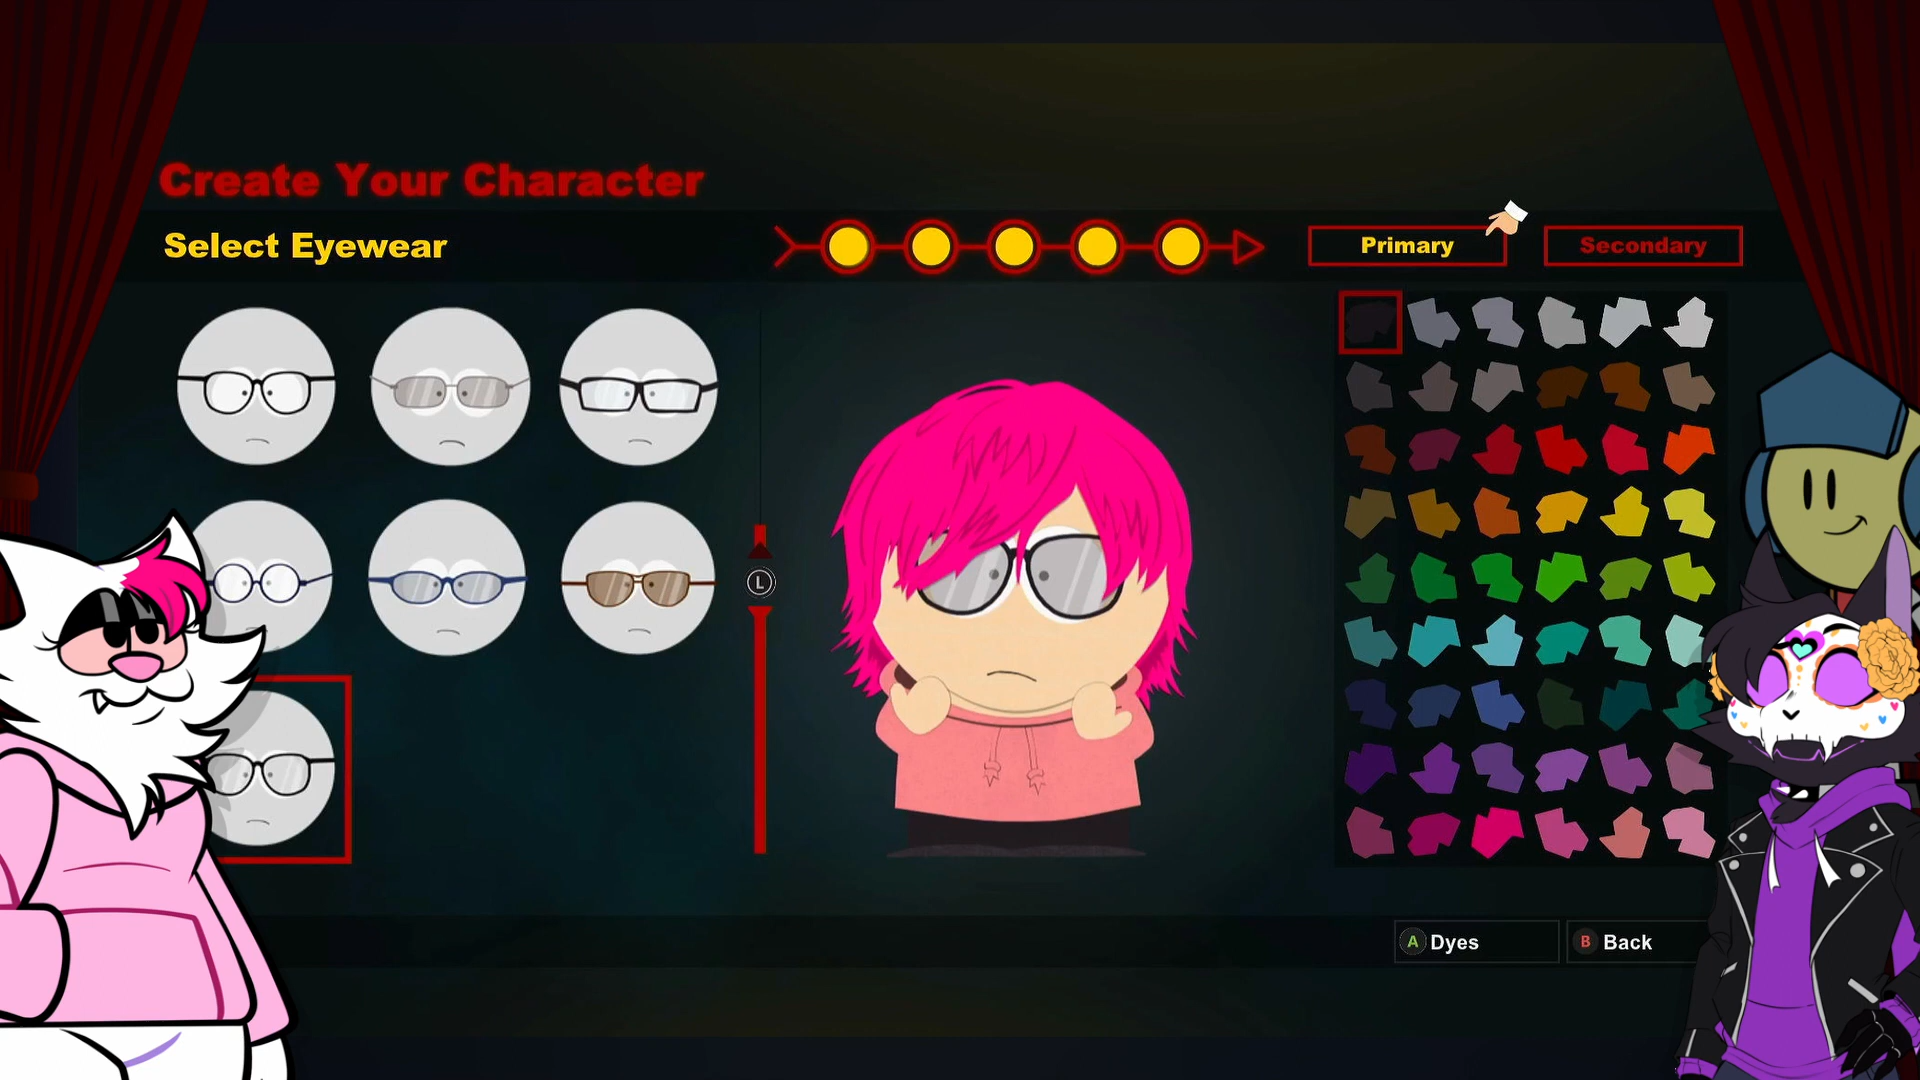 Create Your Character
Select Eyewear
Primary
Secondary
L
A Dyes
B Back